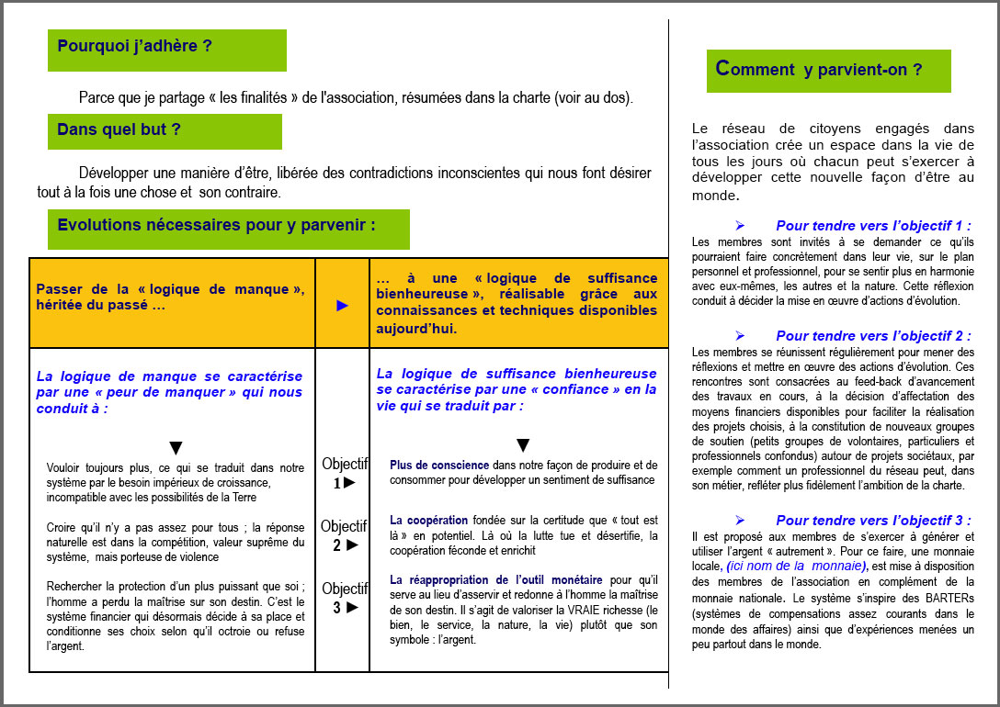 Pourquoi j’adhère ?
Parce que je partage « les finalités » de l'association, résumées dans la charte (voir au dos).
Dans quel but ?
Développer une manière d’être, libérée des contradictions inconscientes qui nous font désirer
tout à la fois une chose et son contraire.
Evolutions nécessaires pour y parvenir :
Passer de la « logique de manque »,
héritée du passé …
►
… à une « logique de suffisance
bienheureuse », réalisable grâce aux
connaissances et techniques disponibles
aujourd’hui.
La logique de manque se caractérise
par une « peur de manquer » qui nous
conduit à :
▼
La logique de suffisance bienheureuse
se caractérise par une « confiance » en la
vie qui se traduit par :
▼
Vouloir toujours plus, ce qui se traduit dans notre
système par le besoin impérieux de croissance,
incompatible avec les possibilités de la Terre
Objectif
1 ►
Plus de conscience dans notre façon de produire et de
consommer pour développer un sentiment de suffisance
Croire qu’il n’y a pas assez pour tous ; la réponse
naturelle est dans la compétition, valeur suprême du
système, mais porteuse de violence
Objectif
2 ►
La coopération fondée sur la certitude que « tout est
là » en potentiel. Là où la lutte tue et désertifie, la
coopération féconde et enrichit
Rechercher la protection d’un plus puissant que soi ;
l’homme a perdu la maîtrise sur son destin. C’est le
système financier qui désormais décide à sa place et
conditionne ses choix selon qu’il octroie ou refuse
l’argent.
Objectif
3 ►
La réappropriation de l’outil monétaire pour qu’il
serve au lieu d’asservir et redonne à l’homme la maîtrise
de son destin. Il s’agit de valoriser la VRAIE richesse (le
bien, le service, la nature, la vie) plutôt que son
symbole : l’argent.
Comment y parvient-on ?
Le réseau de citoyens engagés dans
l’association crée un espace dans la vie de
tous les jours où chacun peut s’exercer à
développer cette nouvelle façon d’être au
monde.
➢ Pour tendre vers l’objectif 1 :
Les membres sont invités à se demander ce qu’ils
pourraient faire concrètement dans leur vie, sur le plan
personnel et professionnel, pour se sentir plus en harmonie
avec eux-mêmes, les autres et la nature. Cette réflexion
conduit à décider la mise en œuvre d’actions d’évolution.
➢ Pour tendre vers l’objectif 2 :
Les membres se réunissent régulièrement pour mener des
réflexions et mettre en œuvre des actions d’évolution. Ces
rencontres sont consacrées au feed-back d’avancement
des travaux en cours, à la décision d’affectation des
moyens financiers disponibles pour faciliter la réalisation
des projets choisis, à la constitution de nouveaux groupes
de soutien (petits groupes de volontaires, particuliers et
professionnels confondus) autour de projets sociétaux, par
exemple comment un professionnel du réseau peut, dans
son métier, refléter plus fidèlement l’ambition de la charte.
➢ Pour tendre vers l’objectif 3 :
Il est proposé aux membres de s’exercer à générer et
utiliser l’argent « autrement ». Pour ce faire, une monnaie
locale, (ici nom de la monnaie), est mise à disposition
des membres de l’association en complément de la
monnaie nationale. Le système s’inspire des BARTERs
(systèmes de compensations assez courants dans le
monde des affaires) ainsi que d’expériences menées un
peu partout dans le monde.